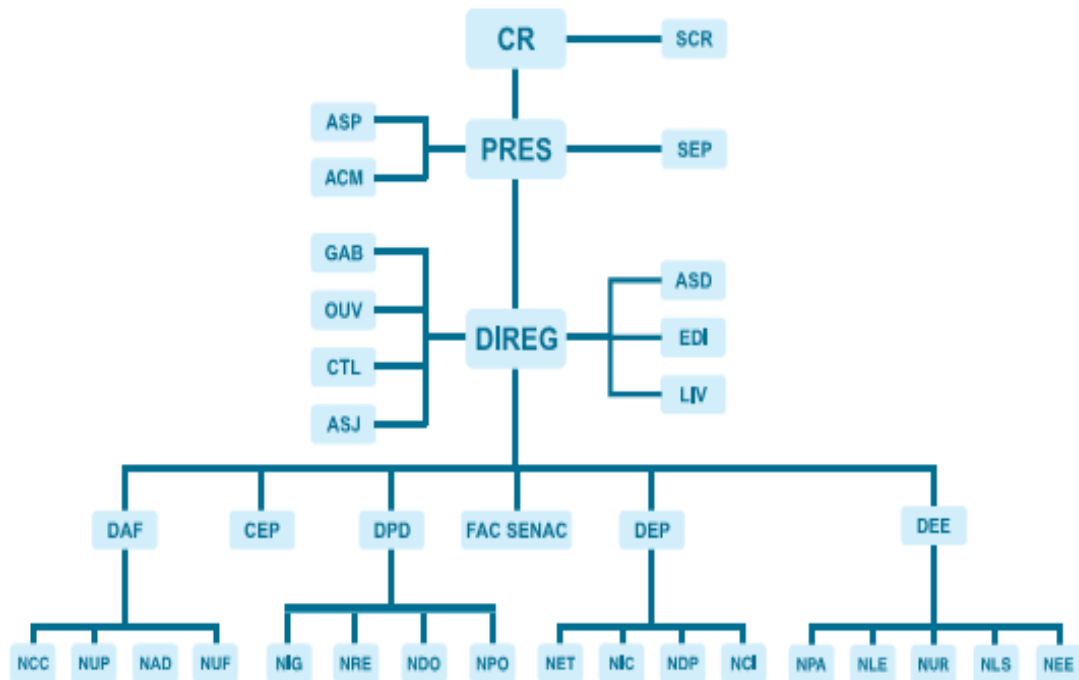 CR
SCR
ASP
PRES
SEP
ACM
GAB
ASD
OUV
DIREG
EDI
CTL
LIV
ASJ
DAF
CEP
DPD
FAC SENAC
DEP
DEE
NCC
NUP
NAD
NUF
NIG
NRE
NDO
NPO
NET
NIC
NDP
NCI
NPA
NLE
NUR
NLS
NEE